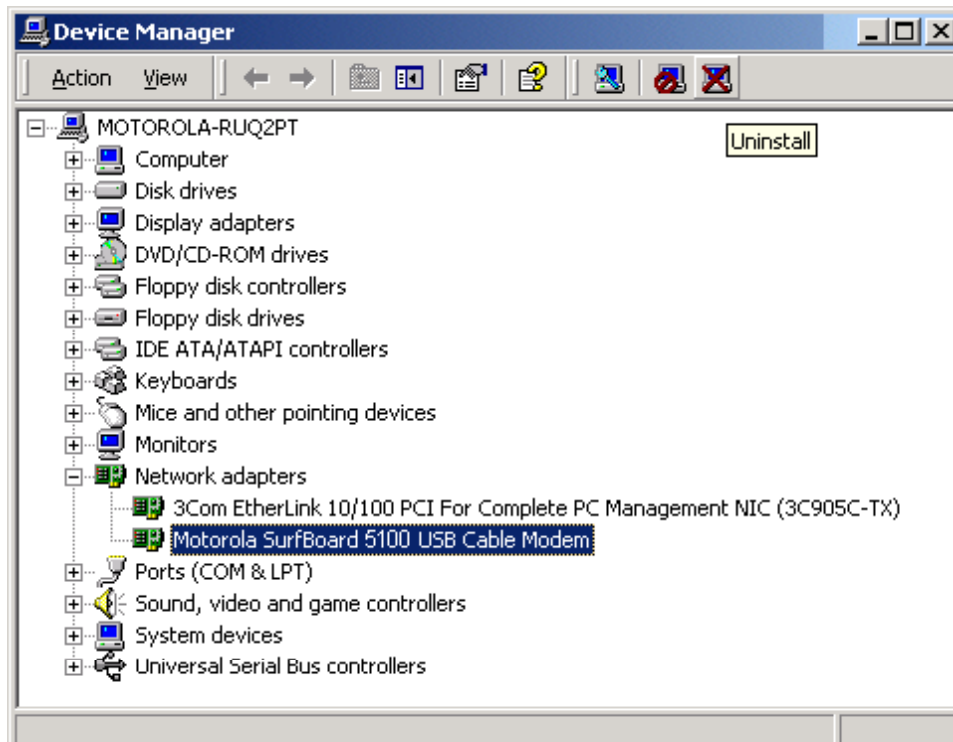 Device Manager
Action View
MOTOROLA-RUQ2PT
Uninstall
Computer
Disk drives
Display adapters
DVD/CD-ROM drives
Floppy disk controllers
Floppy disk drives
IDE ATA/ATAPI controllers
Keyboards
Mice and other pointing devices
Monitors
Network adapters
3Com EtherLink 10/100 PCI For Complete PC Management NIC (3C905C-TX)
Motorola SurfBoard 5100 USB Cable Modem
Ports (COM & LPT)
Sound, video and game controllers
System devices
Universal Serial Bus controllers